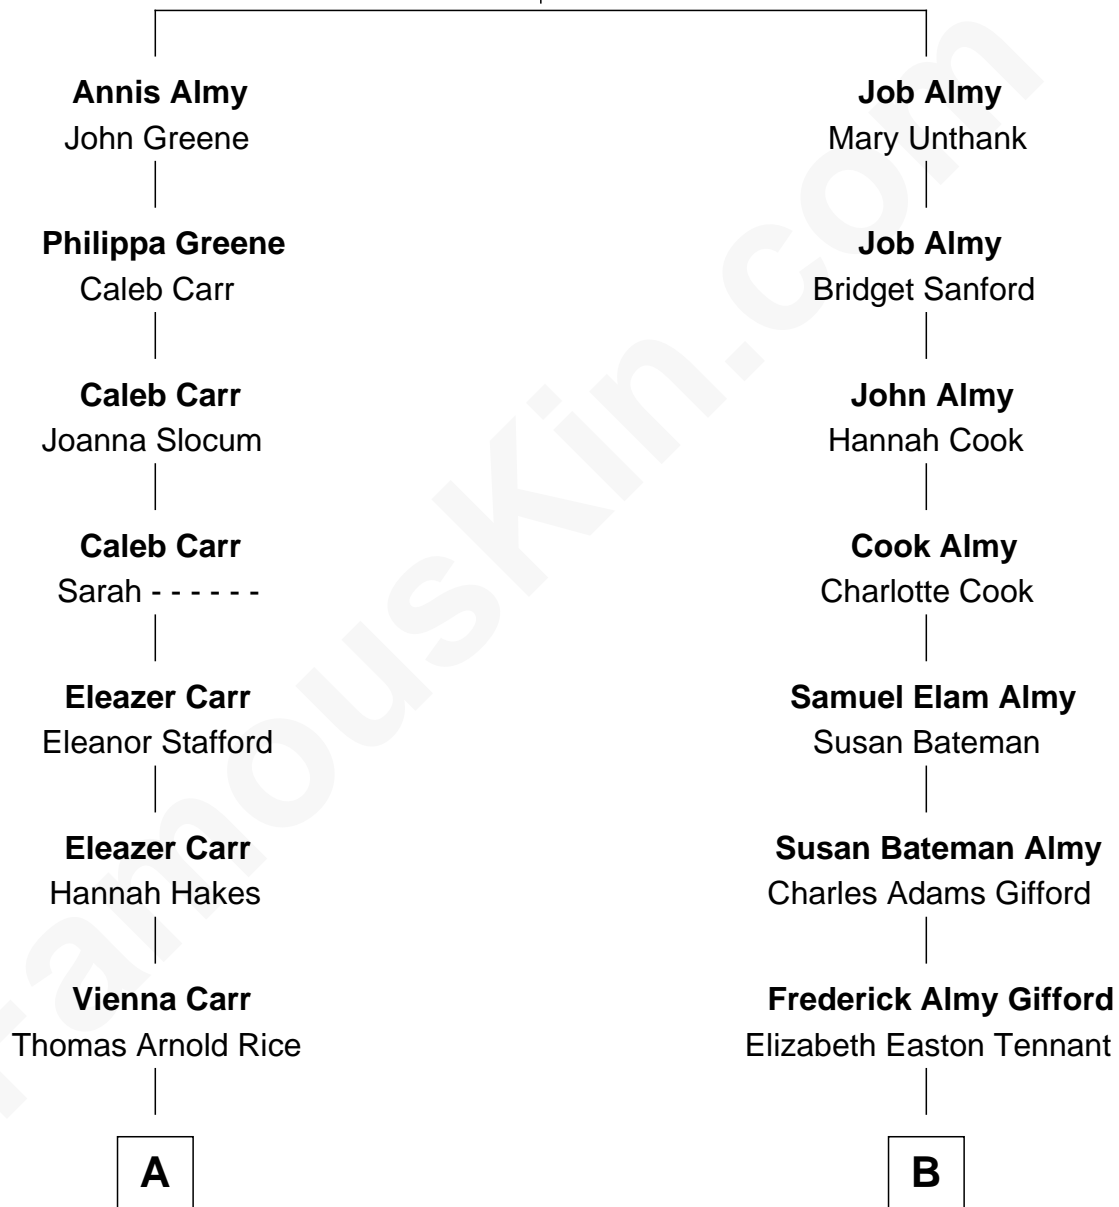 Annis Almy
John Greene
Philippa Greene
Caleb Carr
Caleb Carr
Joanna Slocum
Caleb Carr
Sarah - - - - - -
Eleazer Carr
Eleanor Stafford
Eleazer Carr
Hannah Hakes
Vienna Carr
Thomas Arnold Rice
A
Job Almy
Mary Unthank
Job Almy
Bridget Sanford
John Almy
Hannah Cook
Cook Almy
Charlotte Cook
Samuel Elam Almy
Susan Bateman
Susan Bateman Almy
Charles Adams Gifford
Frederick Almy Gifford
Elizabeth Easton Tennant
B
FamousKin.com